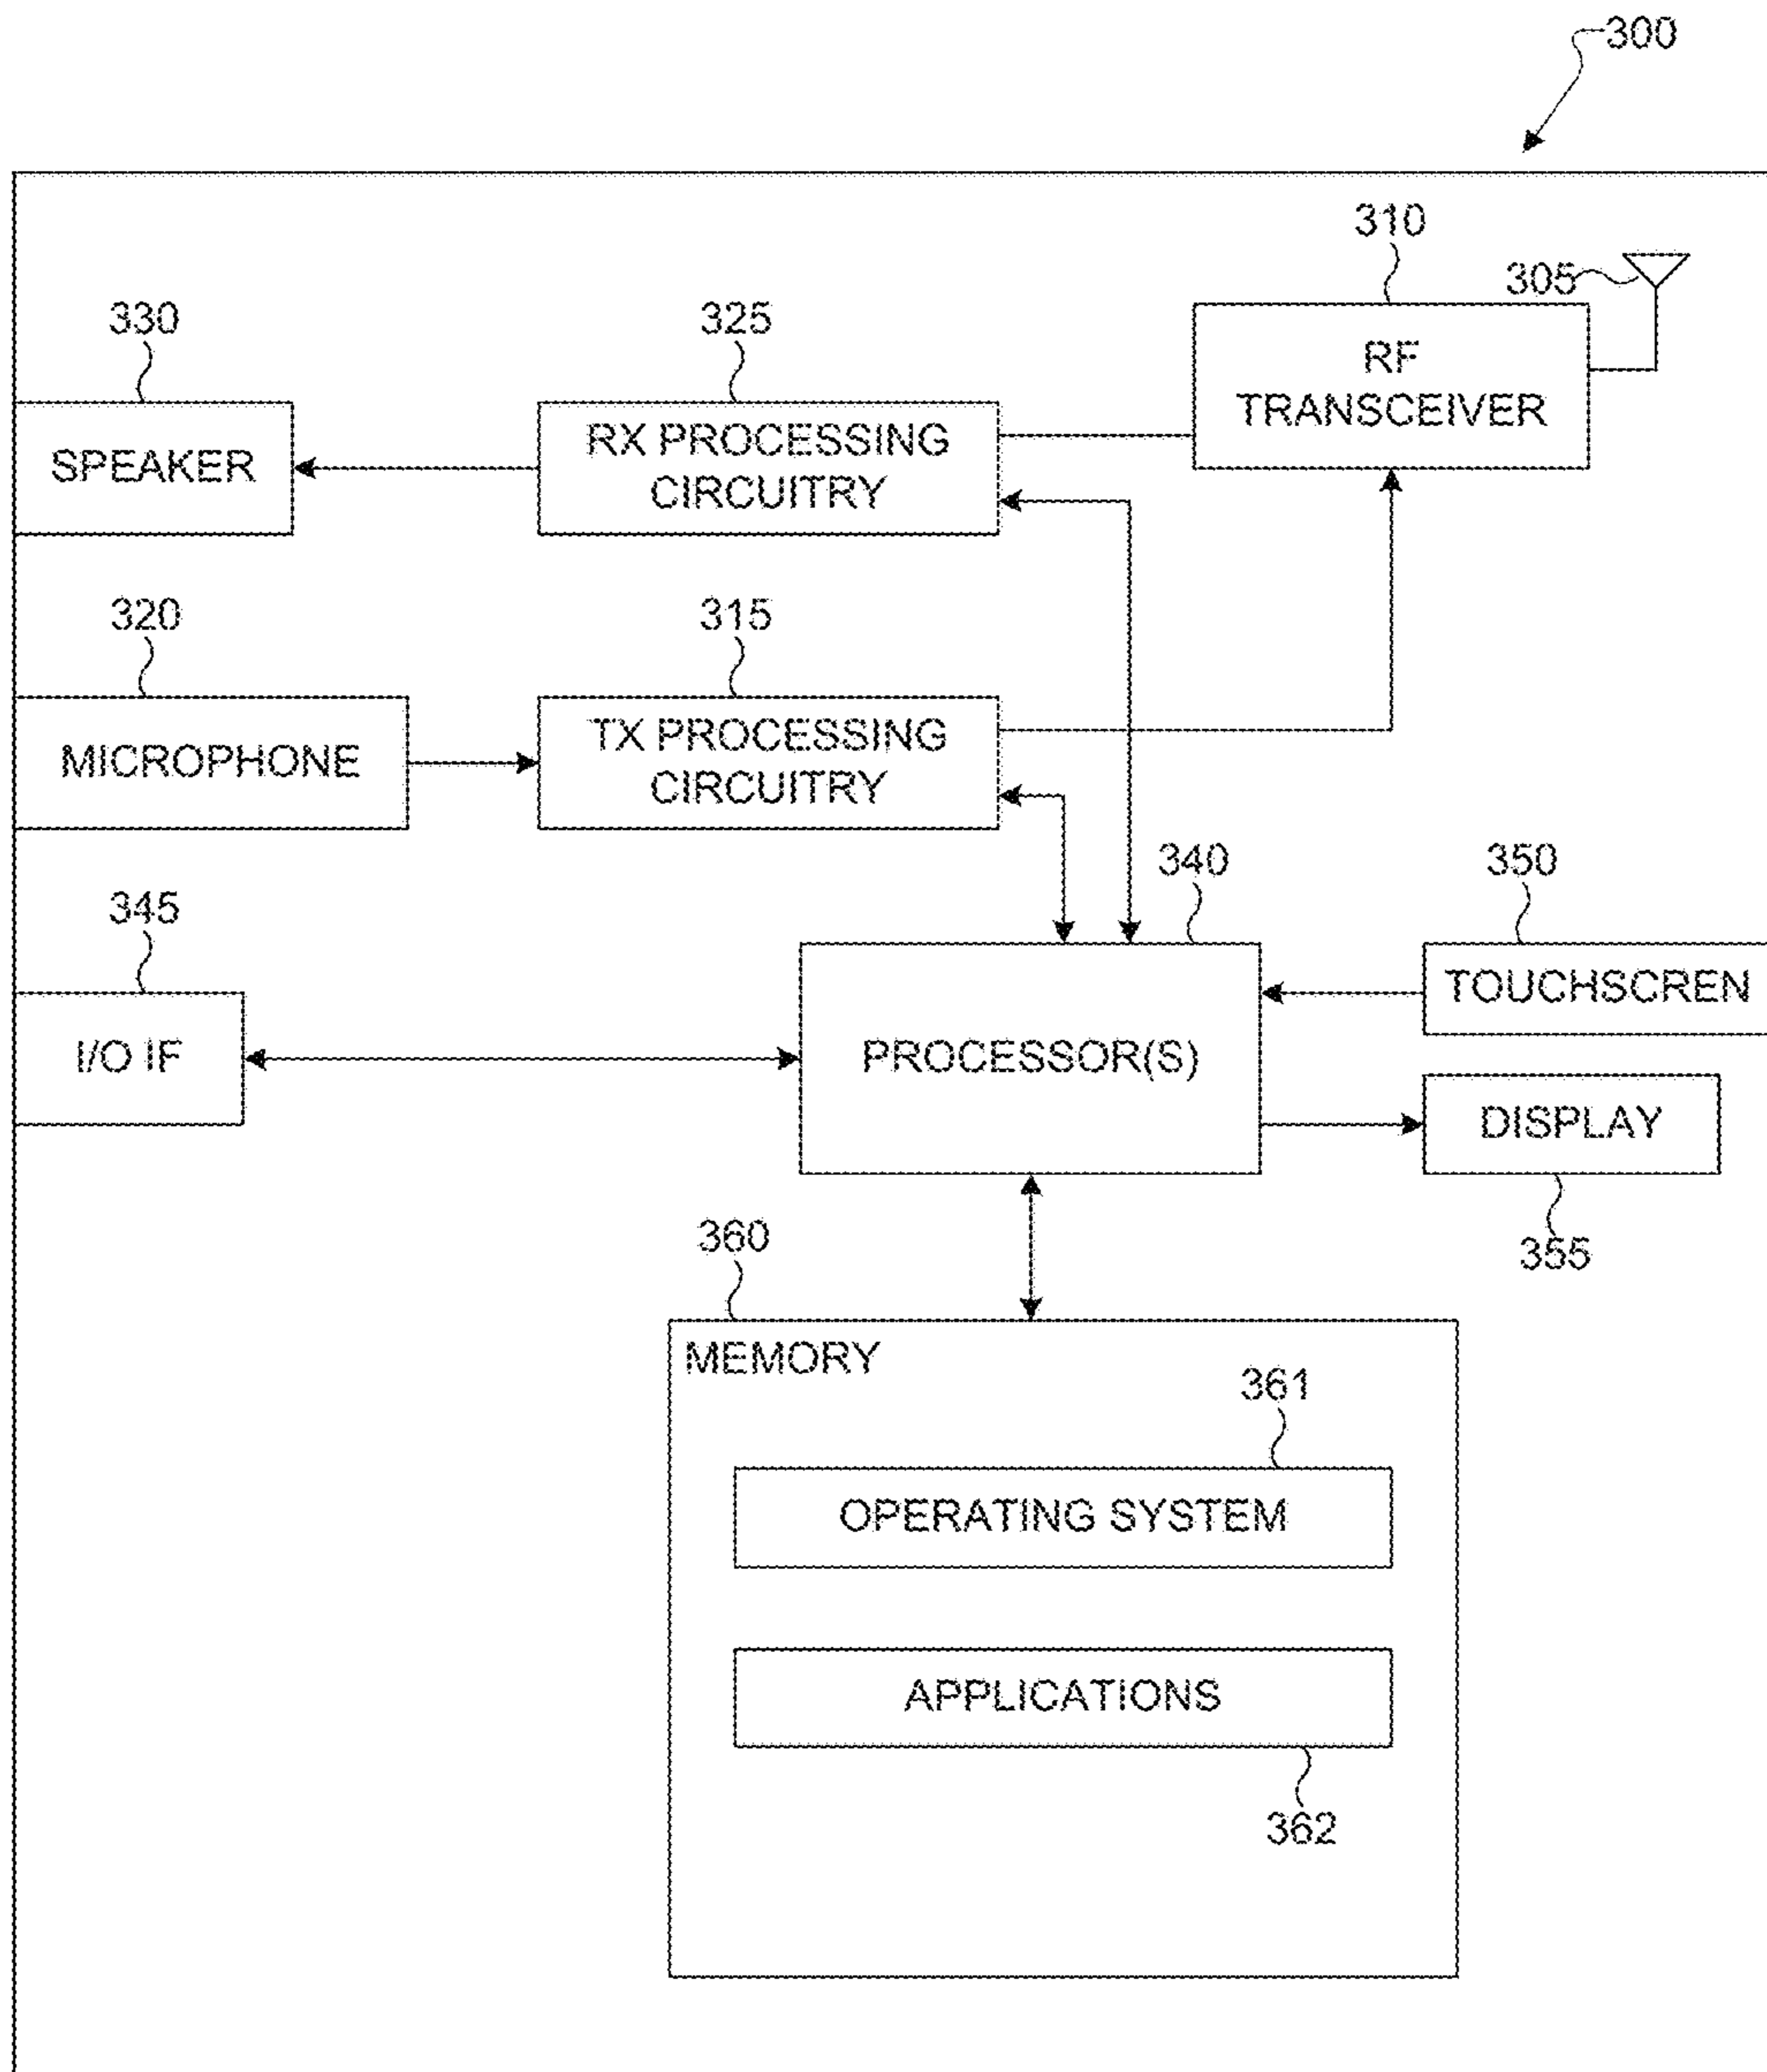 300
310
305
330
325
RF
TRANSCEIVER
SPEAKER
RX PROCESSING
CIRCUITRY
320
315
MICROPHONE
TX PROCESSING
CIRCUITRY
340
350
345
TOUCHSCREN
I/O IF
PROCESSOR(S)
DISPLAY
355
360
MEMORY
361
OPERATING SYSTEM
APPLICATIONS
362